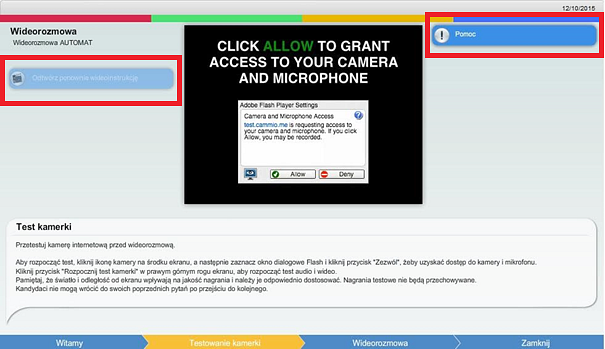 12/10/2015
Wideorozmowa
Wideorozmowa AUTOMAT
Odtwórz ponownie wideoinstrukcję
CLICK ALLOW TO GRANT
ACCESS TO YOUR CAMERA
AND MICROPHONE
Adobe Flash Player Settings
Camera and Microphone Access
test.cammio.me is requesting access to
your camera and microphone. If you click
Allow, you may be recorded.
Allow
Deny
Pomoc
Test kamerki
Przetestuj kamerę internetową przed wideorozmową.
Aby rozpocząć test, kliknij ikonę kamery na środku ekranu, a następnie zaznacz okno dialogowe Flash i kliknij przycisk "Zezwól", żeby uzyskać dostęp do kamery i mikrofonu.
Kliknij przycisk "Rozpocznij test kamerki" w prawym górnym rogu ekranu, aby rozpocząć test audio i wideo.
Pamiętaj, że światło i odległość od ekranu wpływają na jakość nagrania i należy je odpowiednio dostosować. Nagrania testowe nie będą przechowywane.
Kandydaci nie mogą wrócić do swoich poprzednich pytań po przejściu do kolejnego.
Witamy
Testowanie kamerki
Wideorozmowa
Zamknij